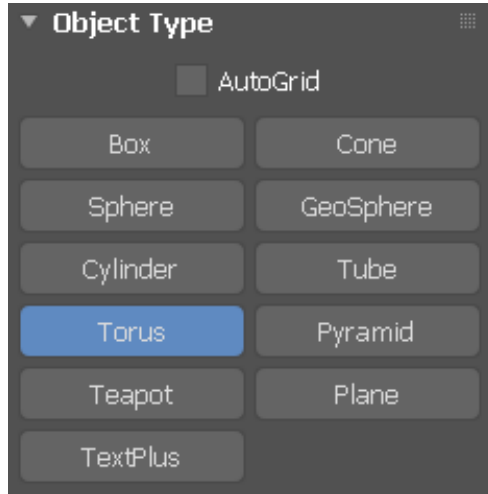 Object Type
AutoGrid
Box Cone
Sphere GeoSphere
Cylinder Tube
Torus Pyramid
Teapot Plane
TextPlus